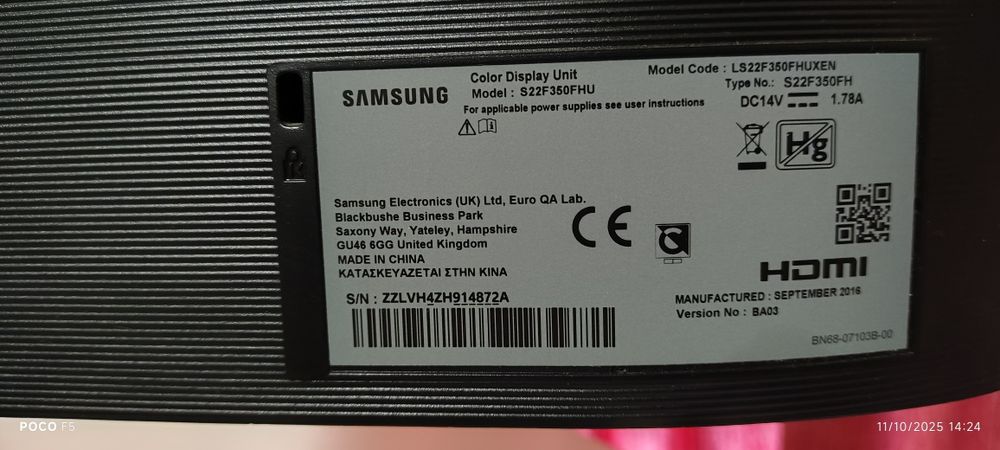 SAMSUNG
Color Display Unit
Model : S22F350FHU
For applicable power supplies see user instructions
Model Code : LS22F350FHUXEN
Type No.: S22F350FH
DC14V 1.78A
Hg
Samsung Electronics (UK) Ltd, Euro QA Lab.
Blackbushe Business Park
Saxony Way, Yateley, Hampshire
GU46 6GG United Kingdom
MADE IN CHINA
ΚΑΤΑΣΚΕΥΑΖΕΤΑΙ ΣΤΗΝ ΚΙΝΑ
CE
S/N : ZZLVH4ZH914872A
HDMI
MANUFACTURED : SEPTEMBER 2016
Version No : BA03
BN68-07103B-00
POCO F5
11/10/2025 14:24